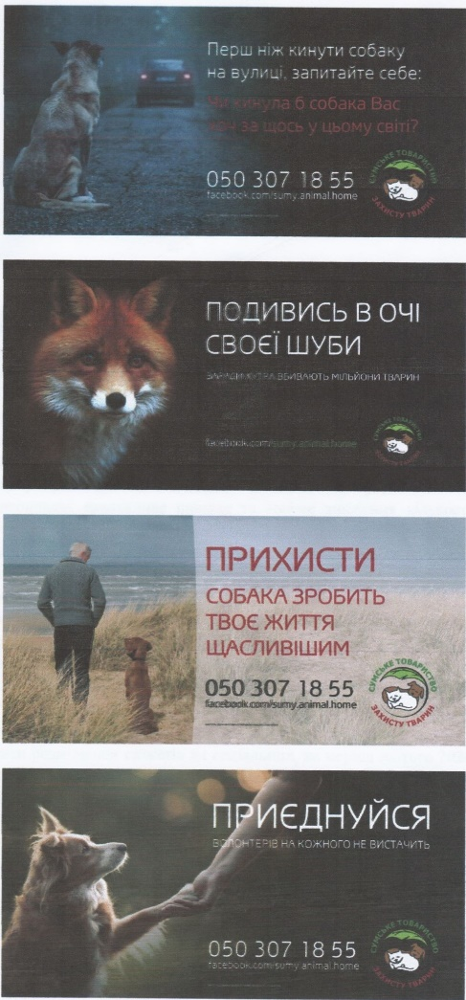 Перш ніж кинути собаку
на вулиці, запитайте себе:
Чи кинула б собака Вас
хоч за щось у цьому світі?
050 307 18 55
facebook.com/sumy.animal.home
СУМСЬКЕ ТОВАРИСТВО
ЗАХИСТУ ТВАРИН
ПОДИВИСЬ В ОЧІ
СВОЄЇ ШУБИ
ЗАРАДИ ХУТРА ВБИВАЮТЬ МІЛЬЙОНИ ТВАРИН
facebook.com/sumy.animal.home
СУМСЬКЕ ТОВАРИСТВО
ЗАХИСТУ ТВАРИН
ПРИХИСТИ
СОБАКА ЗРОБИТЬ
ТВОЄ ЖИТТЯ
ЩАСЛИВІШИМ
050 307 18 55
facebook.com/sumy.animal.home
СУМСЬКЕ ТОВАРИСТВО
ЗАХИСТУ ТВАРИН
ПРИЄДНУЙСЯ
ВОЛОНТЕРІВ НА КОЖНОГО НЕ ВИСТАЧИТЬ
050 307 18 55
facebook.com/sumy.animal.home
СУМСЬКЕ ТОВАРИСТВО
ЗАХИСТУ ТВАРИН